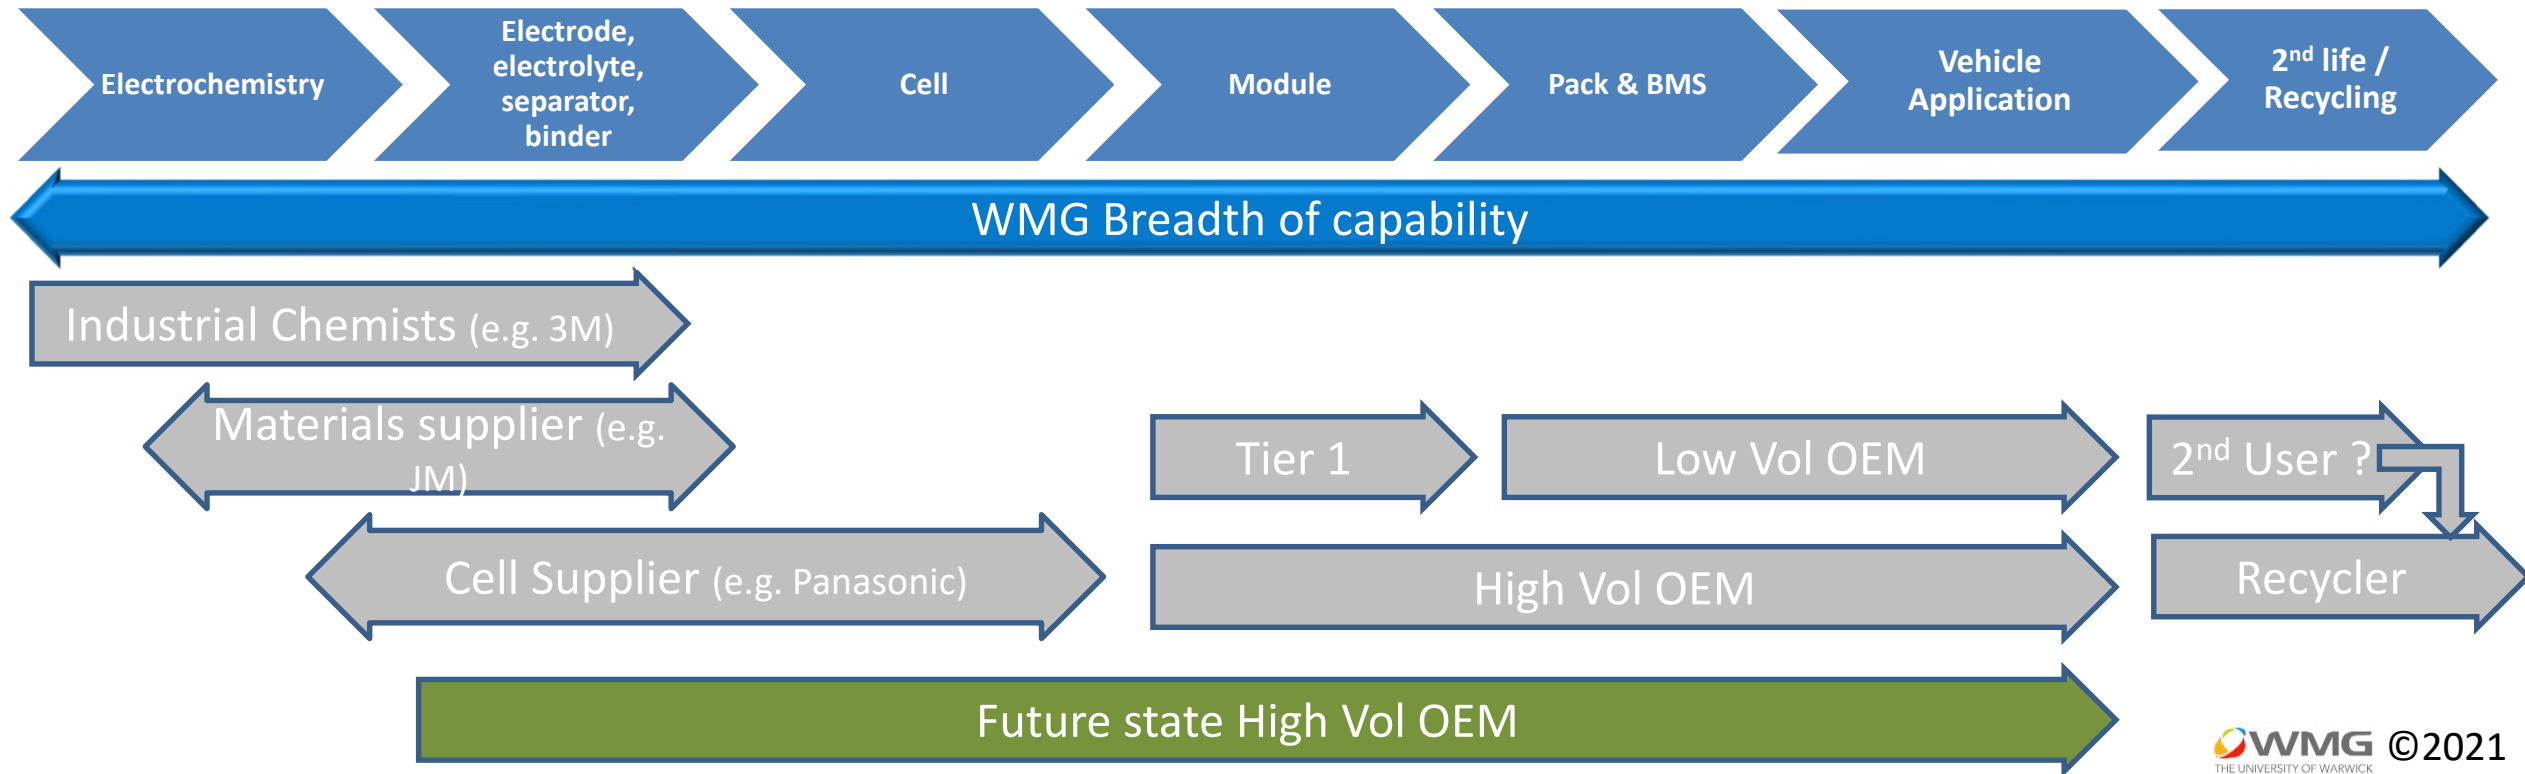 Electrochemistry
Electrode,
electrolyte,
separator,
binder
Cell
Module
Pack & BMS
Vehicle
Application
2nd life /
Recycling
WMG Breadth of capability
Industrial Chemists (e.g. 3M)
Materials supplier (e.g.
JM)
Tier 1
Low Vol OEM
2nd User ?
Cell Supplier (e.g. Panasonic)
High Vol OEM
Recycler
Future state High Vol OEM
WMG
THE UNIVERSITY OF WARWICK
©2021